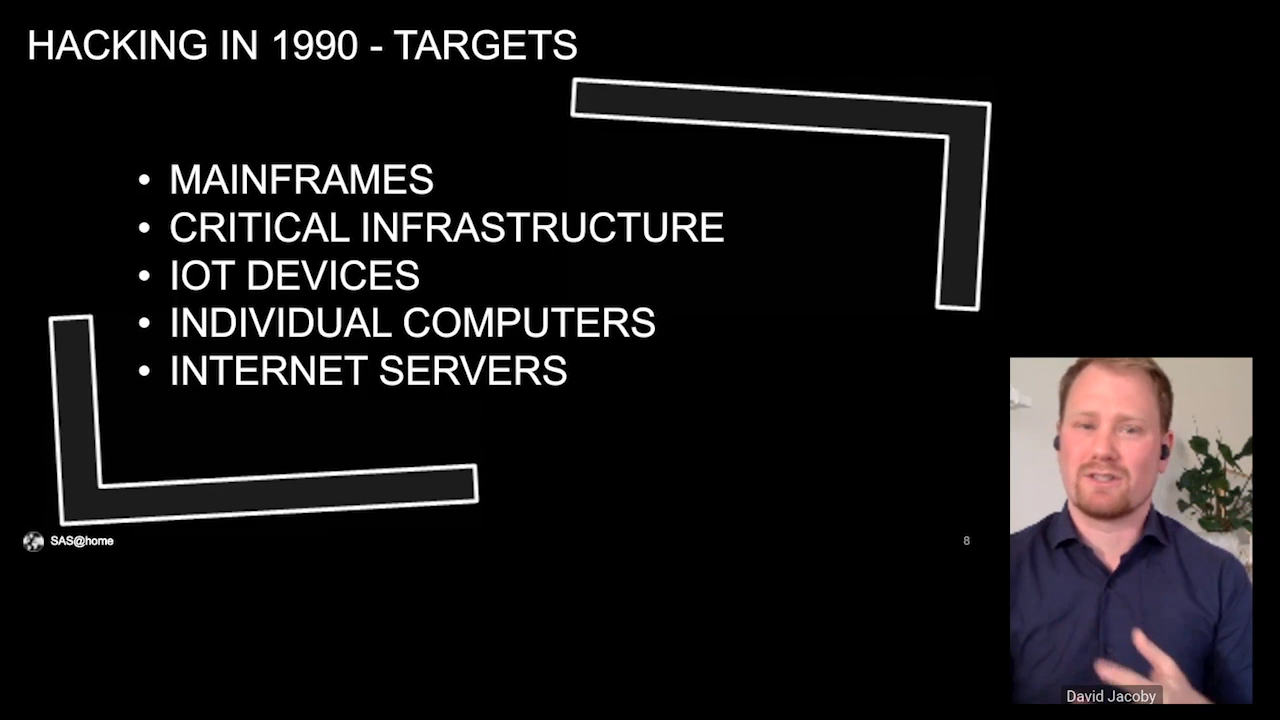 HACKING IN 1990 - TARGETS
• MAINFRAMES
• CRITICAL INFRASTRUCTURE
• IOT DEVICES
• INDIVIDUAL COMPUTERS
• INTERNET SERVERS
SAS@home
8
David Jacoby